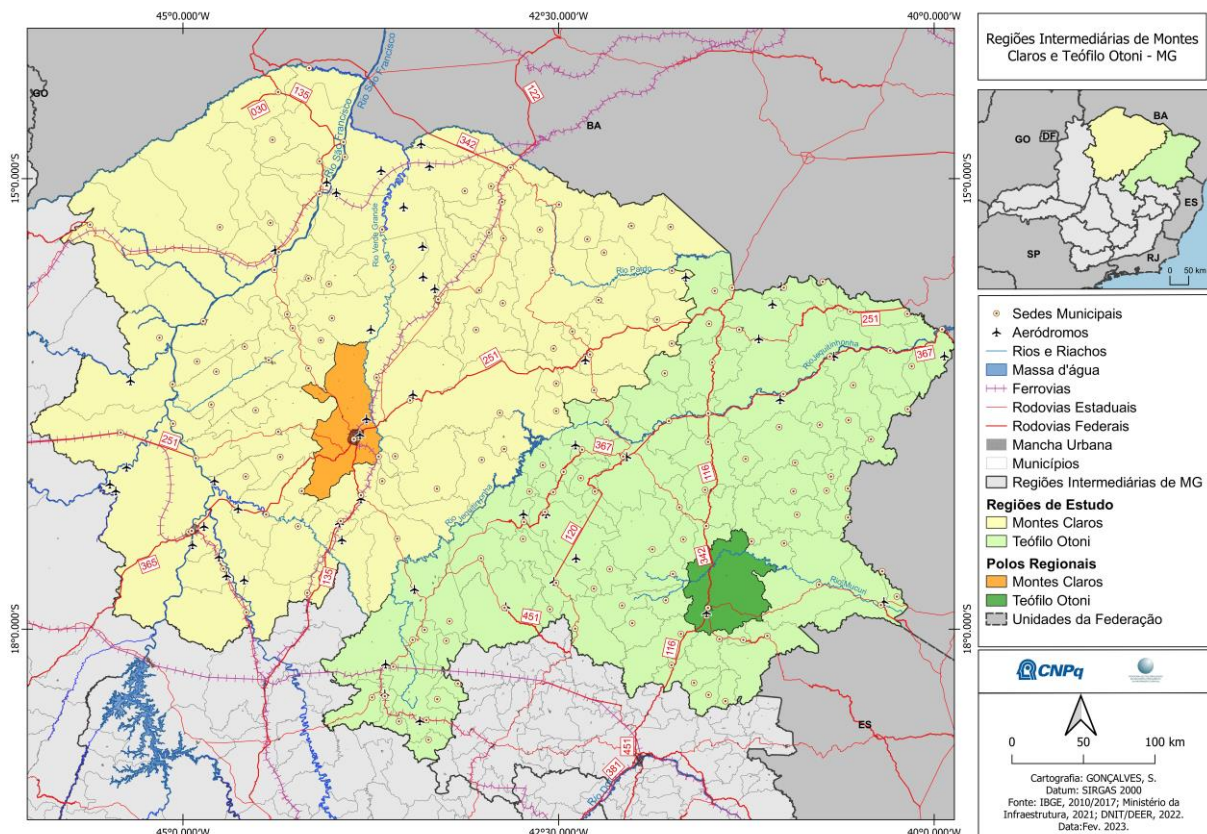 45°0.000'W
42°30.000'W
40°0.000'W
Regiões Intermediárias de Montes
Claros e Teófilo Otoni - MG
GO
135
030
Rio São Francisco
Rio São Francisco
122
BA
342
15°0.000'S
15°0.000'S
Rio Verde Grande
Rio Pardo
BA
GO
DF
ES
SP
RJ
0 50 km
251
251
Rio Jequitinhonha
367
251
367
Rio Jequitinhonha
116
120
365
135
342
Rio Mucuri
451
116
18°0.000'S
18°0.000'S
ES
451
381
45°0.000'W
42°30.000'W
40°0.000'W
Sedes Municipais
Aeródromos
Rios e Riachos
Massa d'água
Ferrovias
Rodovias Estaduais
Rodovias Federais
Mancha Urbana
Municípios
Regiões Intermediárias de MG
Regiões de Estudo
Montes Claros
Teófilo Otoni
Polos Regionais
Montes Claros
Teófilo Otoni
Unidades da Federação
CNPq
0 50 100 km
Cartografia: GONÇALVES, S.
Datum: SIRGAS 2000
Fonte: IBGE, 2010/2017; Ministério da
Infraestrutura, 2021; DNIT/DEER, 2022.
Data:Fev. 2023.